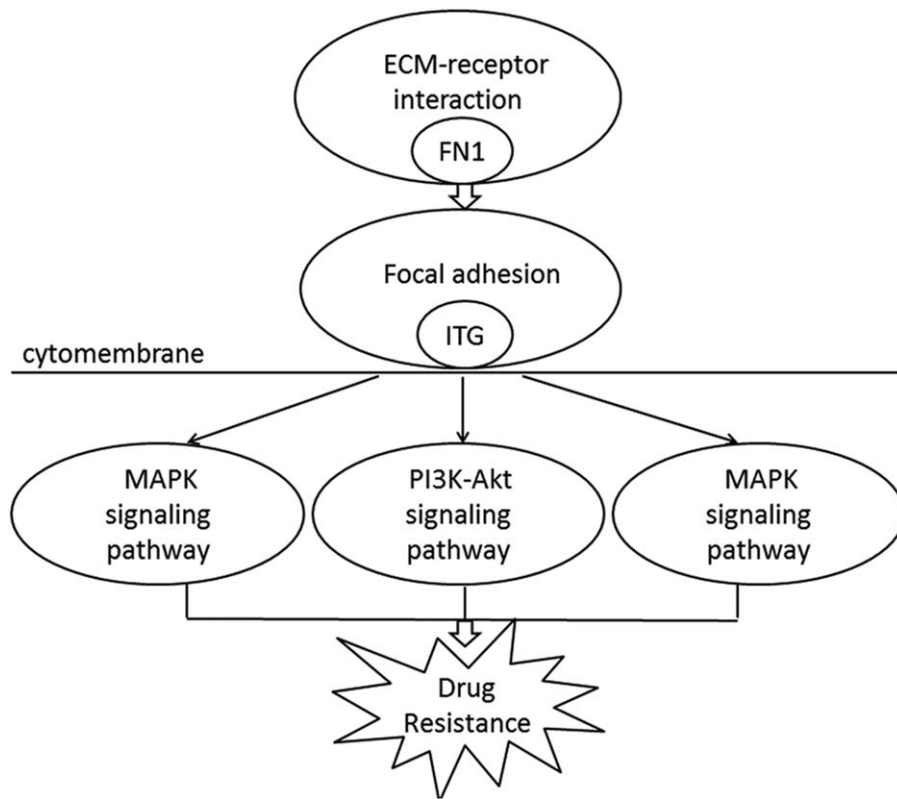 ECM-receptor
interaction
FN1
Focal adhesion
ITG
cytomembrane
MAPK
signaling
pathway
PI3K-Akt
signaling
pathway
MAPK
signaling
pathway
Drug
Resistance